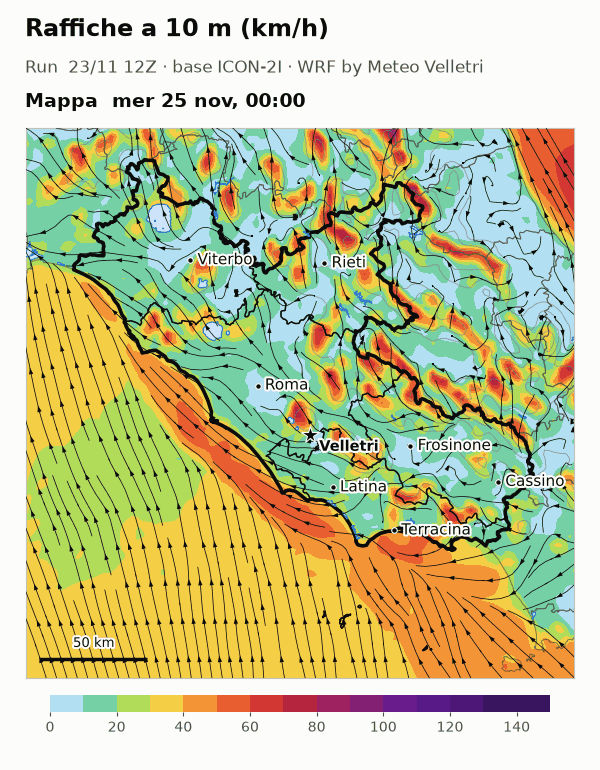 Raffiche a 10 m (km/h)
Run  23/11 12Z · base ICON-2I · WRF by Meteo Velletri
Mappa  mer 25 nov, 00:00
Viterbo
Rieti
Roma
Velletri
Frosinone
Cassino
Latina
Terracina
50 km
0 20 40 60 80 100 120 140